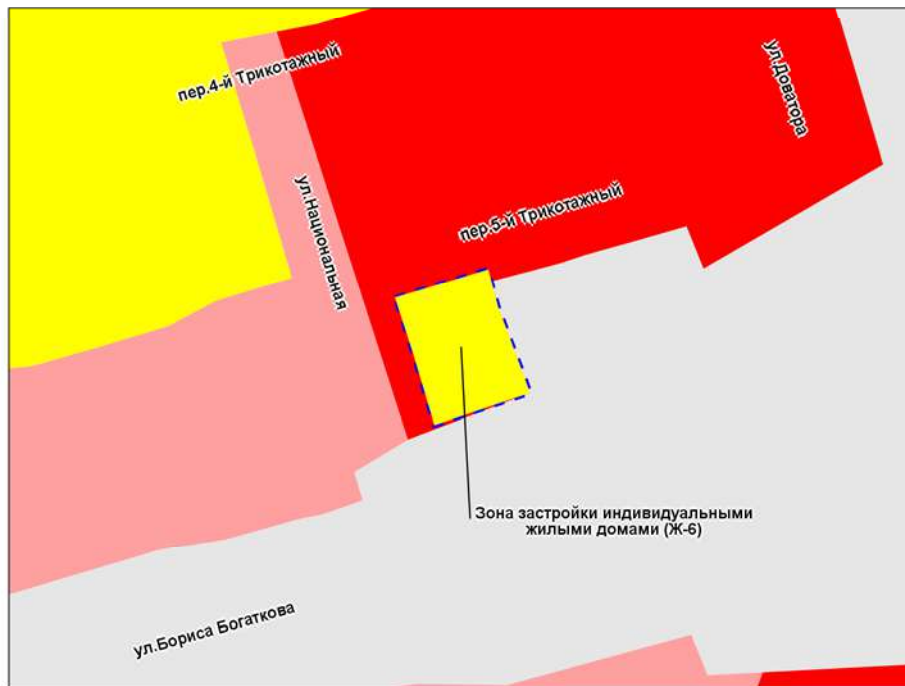 пер.4-й Трикотажный
ул.Доватора
ул.Национальная
пер.5-й Трикотажный
Зона застройки индивидуальными
жилыми домами (Ж-6)
ул.Бориса Богаткова